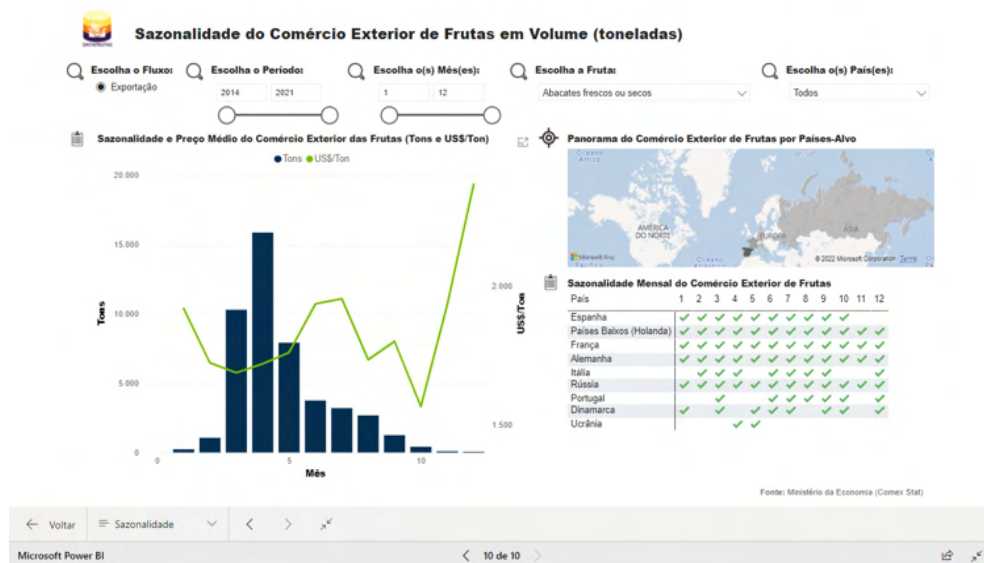 DATAFRUTAS
Sazonalidade do Comércio Exterior de Frutas em Volume (toneladas)
Escolha o Fluxo:
Exportação
Escolha o Período:
2014 2021
Escolha o(s) Mês(es):
1 12
Escolha a Fruta:
Abacates frescos ou secos
Escolha o(s) País(es):
Todos
Sazonalidade e Preço Médio do Comércio Exterior das Frutas (Tons e US$/Ton)
Tons US$/Ton
20.000
15.000
10.000
5.000
0
Tons
2.000
1.500
US$/Ton
0 5 10
Mês
Panorama do Comércio Exterior de Frutas por Países-Alvo
Oceano
Ártico
AMÉRICA
DO NORTE
EUROPA
ÁSIA
Oceano
Microsoft Bing
© 2022 Microsoft Corporation Terms
Sazonalidade Mensal do Comércio Exterior de Frutas
País 1 2 3 4 5 6 7 8 9 10 11 12
Espanha ✓ ✓ ✓ ✓ ✓ ✓ ✓ ✓ ✓ ✓
Países Baixos (Holanda) ✓ ✓ ✓ ✓ ✓ ✓ ✓ ✓ ✓ ✓ ✓ ✓
França ✓ ✓ ✓ ✓ ✓ ✓ ✓ ✓ ✓ ✓ ✓ ✓
Alemanha ✓ ✓ ✓ ✓ ✓ ✓ ✓ ✓ ✓ ✓ ✓ ✓
Itália ✓ ✓ ✓ ✓ ✓ ✓ ✓ ✓
Rússia ✓ ✓ ✓ ✓ ✓ ✓ ✓ ✓ ✓ ✓ ✓ ✓
Portugal ✓ ✓ ✓ ✓ ✓ ✓ ✓
Dinamarca ✓ ✓ ✓ ✓ ✓ ✓ ✓ ✓
Ucrânia ✓ ✓
Fonte: Ministério da Economia (Comex Stat)
Voltar Sazonalidade
Microsoft Power BI 10 de 10